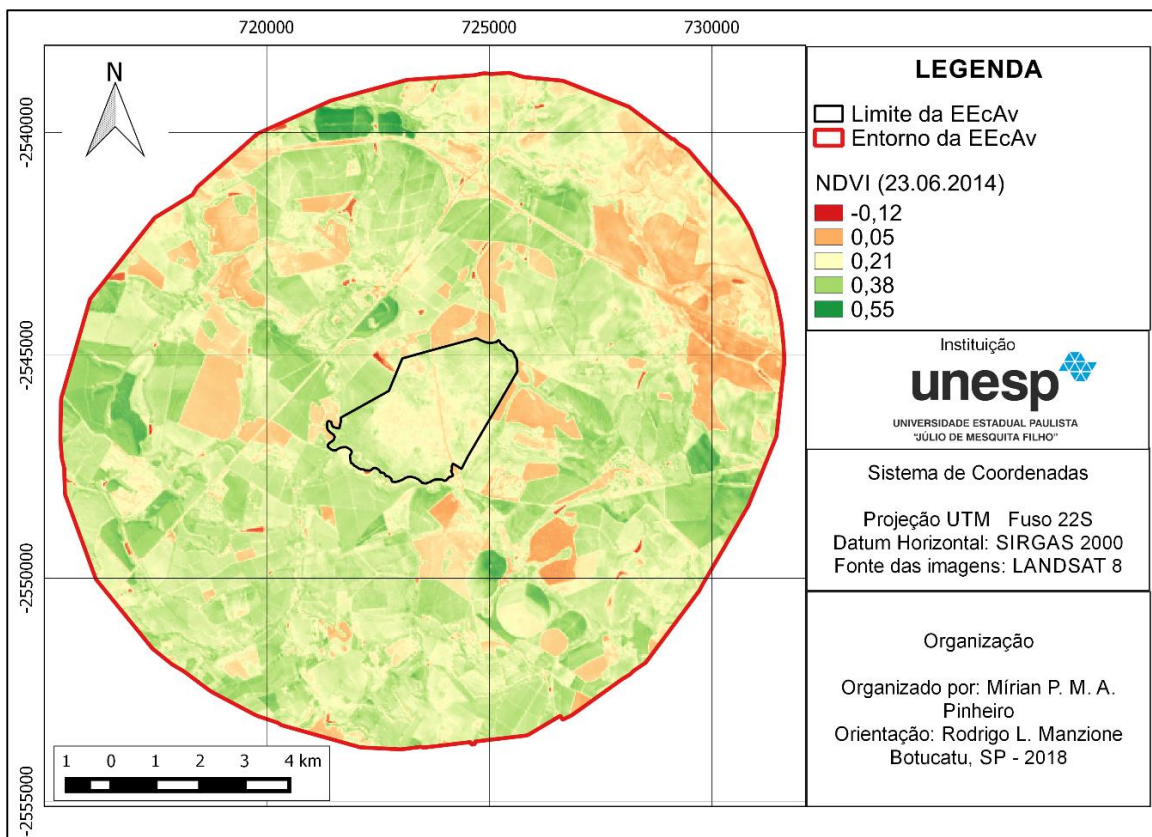 720000
725000
730000
N
-2540000
-2545000
-2550000
-2555000
1 0 1 2 3 4 km
LEGENDA
Limite da EEcAv
Entorno da EEcAv
NDVI (23.06.2014)
-0,12
0,05
0,21
0,38
0,55
Instituição
unesp
UNIVERSIDADE ESTADUAL PAULISTA
"JÚLIO DE MESQUITA FILHO"
Sistema de Coordenadas
Projeção UTM Fuso 22S
Datum Horizontal: SIRGAS 2000
Fonte das imagens: LANDSAT 8
Organização
Organizado por: Mírian P. M. A.
Pinheiro
Orientação: Rodrigo L. Manzione
Botucatu, SP - 2018